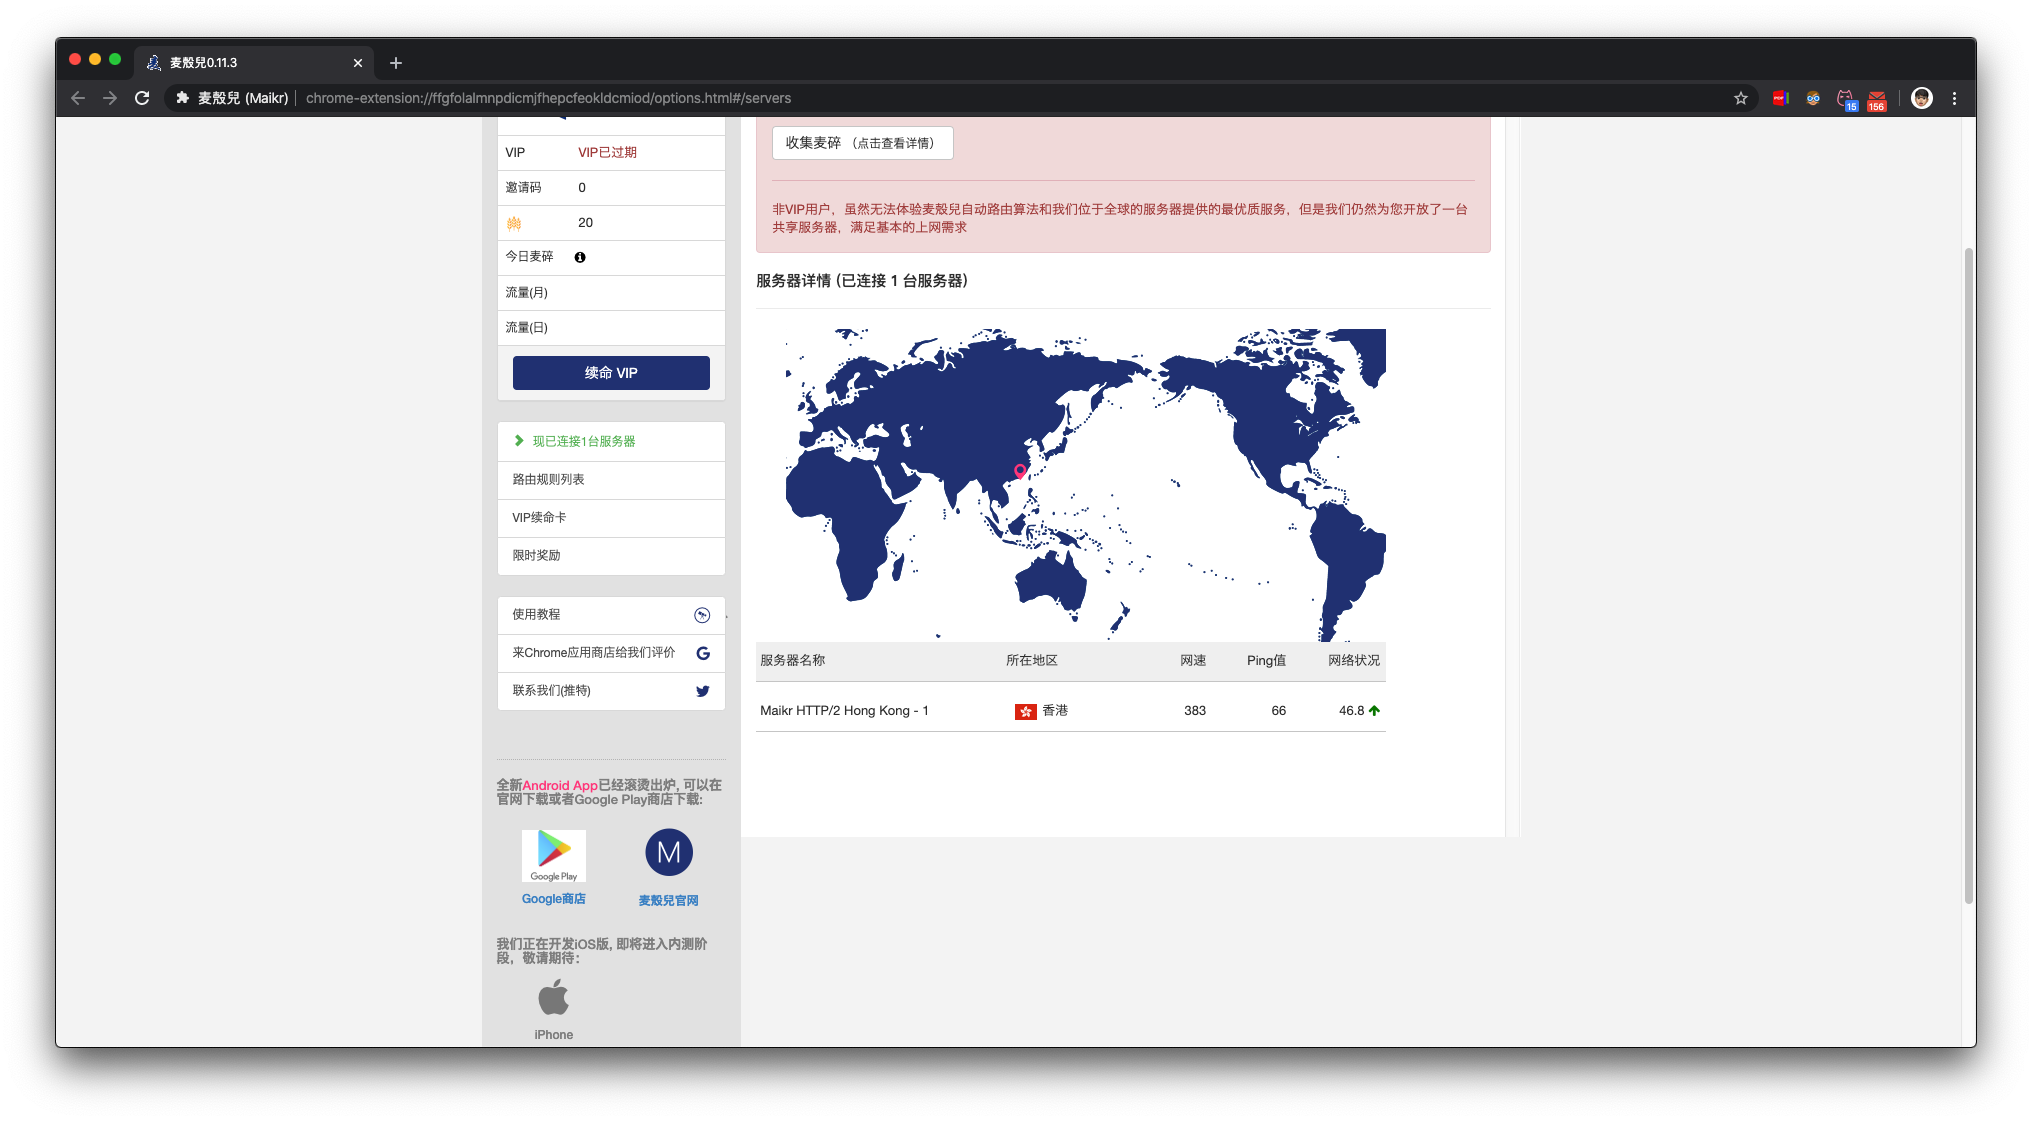 麦殻兒0.11.3
麦殻兒 (Maikr)
chrome-extension://ffgfolalmnpdicmjfhepcfeokldcmiod/options.html#/servers
PDF
15
156
VIP
VIP已过期
邀请码
0
20
今日麦碎
流量(月)
流量(日)
续命 VIP
现已连接1台服务器
路由规则列表
VIP续命卡
限时奖励
使用教程
来Chrome应用商店给我们评价
联系我们(推特)
全新Android App已经滚烫出炉, 可以在
官网下载或者Google Play商店下载:
Google Play
M
Google商店
麦殻兒官网
我们正在开发iOS版, 即将进入内测阶
段，敬请期待：
iPhone
收集麦碎 （点击查看详情）
非VIP用户，虽然无法体验麦殻兒自动路由算法和我们位于全球的服务器提供的最优质服务，但是我们仍然为您开放了一台
共享服务器，满足基本的上网需求
服务器详情 (已连接 1 台服务器)
服务器名称 所在地区 网速 Ping值 网络状况
Maikr HTTP/2 Hong Kong - 1 香港 383 66 46.8